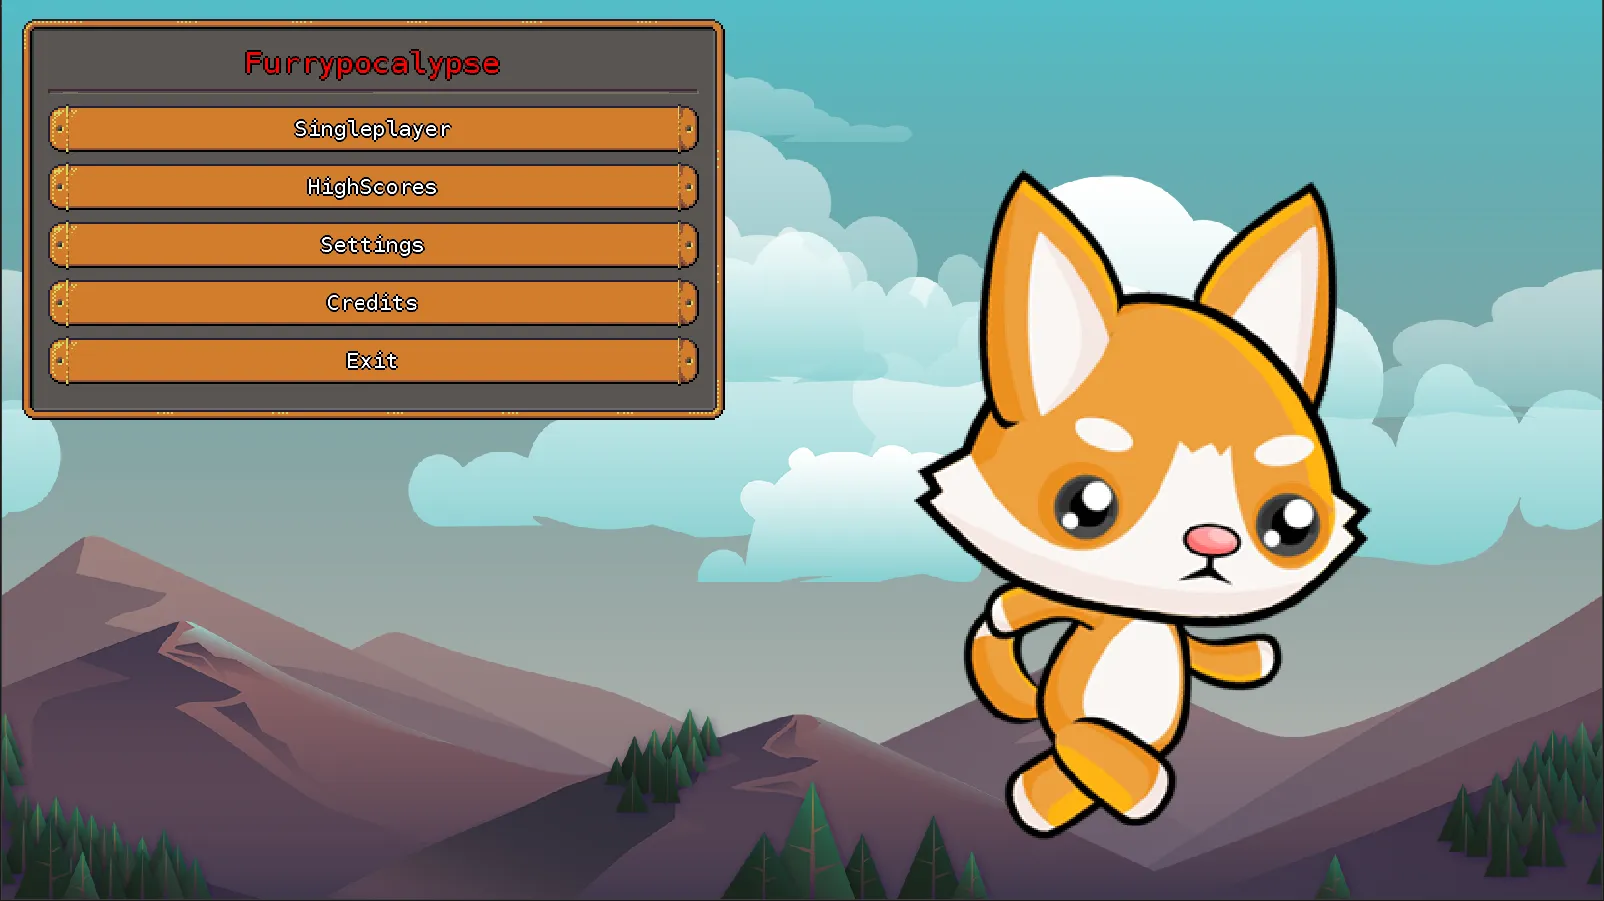 Furrypocalypse
Singleplayer
HighScores
Settings
Credits
Exit